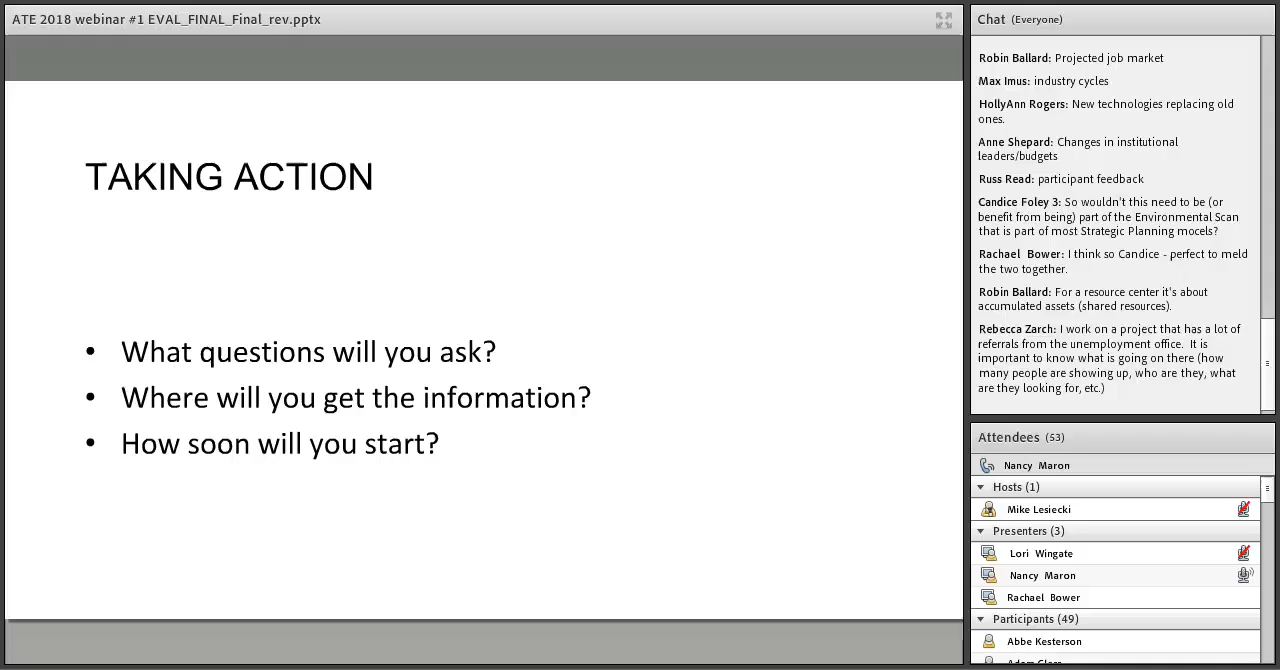 ATE 2018 webinar #1 EVAL_FINAL_Final_rev.pptx
TAKING ACTION
• What questions will you ask?
• Where will you get the information?
• How soon will you start?
Chat (Everyone)
Robin Ballard: Projected job market
Max Imus: industry cycles
HollyAnn Rogers: New technologies replacing old
ones.
Anne Shepard: Changes in institutional
leaders/budgets
Russ Read: participant feedback
Candice Foley 3: So wouldn't this need to be (or
benefit from being) part of the Environmental Scan
that is part of most Strategic Planning mocels?
Rachael Bower: I think so Candice - perfect to meld
the two together.
Robin Ballard: For a resource center it's about
accumulated assets (shared resources).
Rebecca Zarch: I work on a project that has a lot of
referrals from the unemployment office. It is
important to know what is going on there (how
many people are showing up, who are they, what
are they looking for, etc.)
Attendees (53)
Nancy Maron
Hosts (1)
Mike Lesiecki
Presenters (3)
Lori Wingate
Nancy Maron
Rachael Bower
Participants (49)
Abbe Kesterson